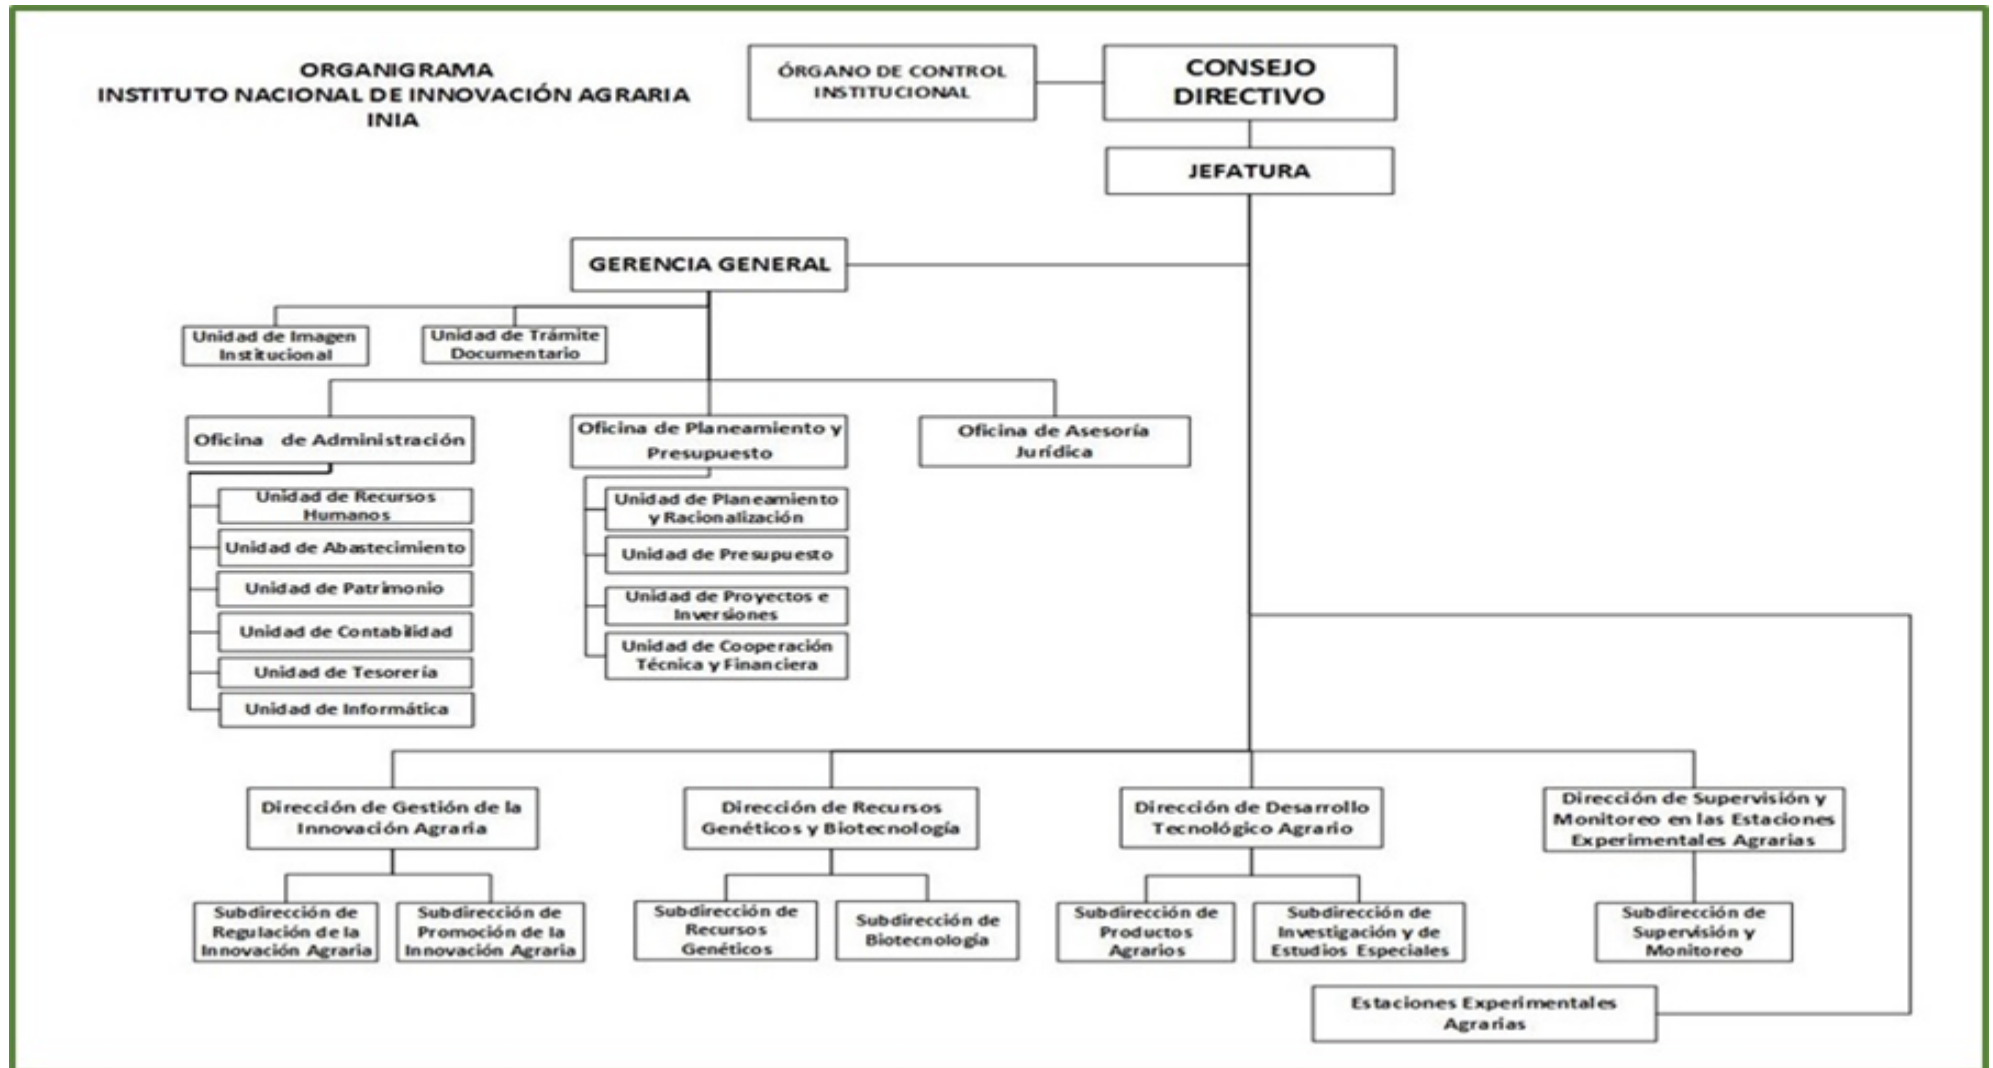 ORGANIGRAMA
INSTITUTO NACIONAL DE INNOVACIÓN AGRARIA
INIA
ÓRGANO DE CONTROL
INSTITUCIONAL
CONSEJO
DIRECTIVO
JEFATURA
GERENCIA GENERAL
Unidad de Imagen
Institucional
Unidad de Trámite
Documentario
Oficina de Administración
Oficina de Planeamiento y
Presupuesto
Oficina de Asesoría
Jurídica
Unidad de Recursos
Humanos
Unidad de Abastecimiento
Unidad de Patrimonio
Unidad de Contabilidad
Unidad de Tesorería
Unidad de Informática
Unidad de Planeamiento
y Racionalización
Unidad de Presupuesto
Unidad de Proyectos e
Inversiones
Unidad de Cooperación
Técnica y Financiera
Dirección de Gestión de la
Innovación Agraria
Dirección de Recursos
Genéticos y Biotecnología
Dirección de Desarrollo
Tecnológico Agrario
Dirección de Supervisión y
Monitoreo en las Estaciones
Experimentales Agrarias
Subdirección de
Regulación de la
Innovación Agraria
Subdirección de
Promoción de la
Innovación Agraria
Subdirección de
Recursos
Genéticos
Subdirección de
Biotecnología
Subdirección de
Productos
Agrarios
Subdirección de
Investigación y de
Estudios Especiales
Subdirección de
Supervisión y
Monitoreo
Estaciones Experimentales
Agrarias